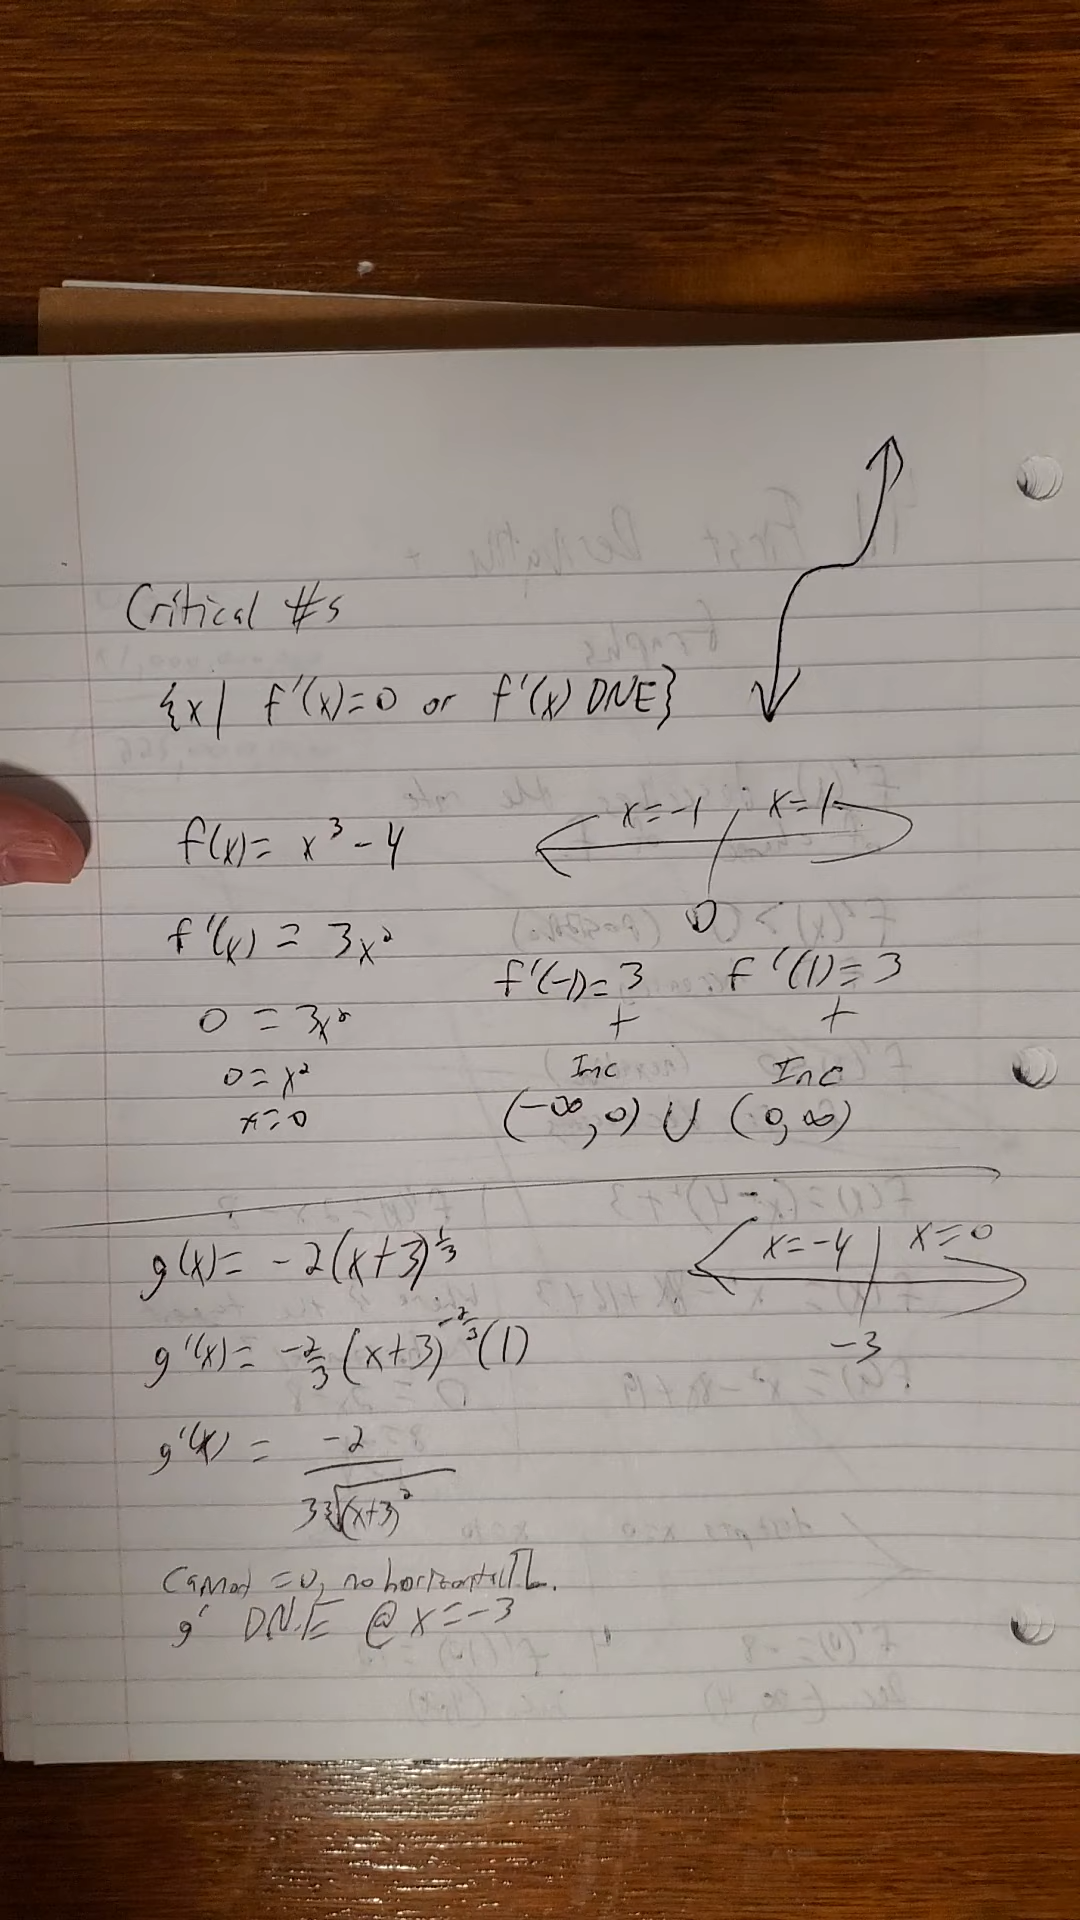 Critical #s
{x| f'(x)=0 or f'(x) DNE}
f(x)= x³-4
x=-1 x=1
0
f'(x) = 3x²
f'(-1)=3 f'(1)=3
+ +
0 = 3x²
0=x²
x=0
Inc Inc
(-∞,0) ∪ (0,∞)
g(x)= -2(x+3)^(1/3)
x=-4 x=0
-3
g'(x)= -2/3 (x+3)^(-2/3) (1)
g'(x) = -2 / 3∛(x+3)²
Cannot =0, no horizontal TL.
g' DNE @ x=-3